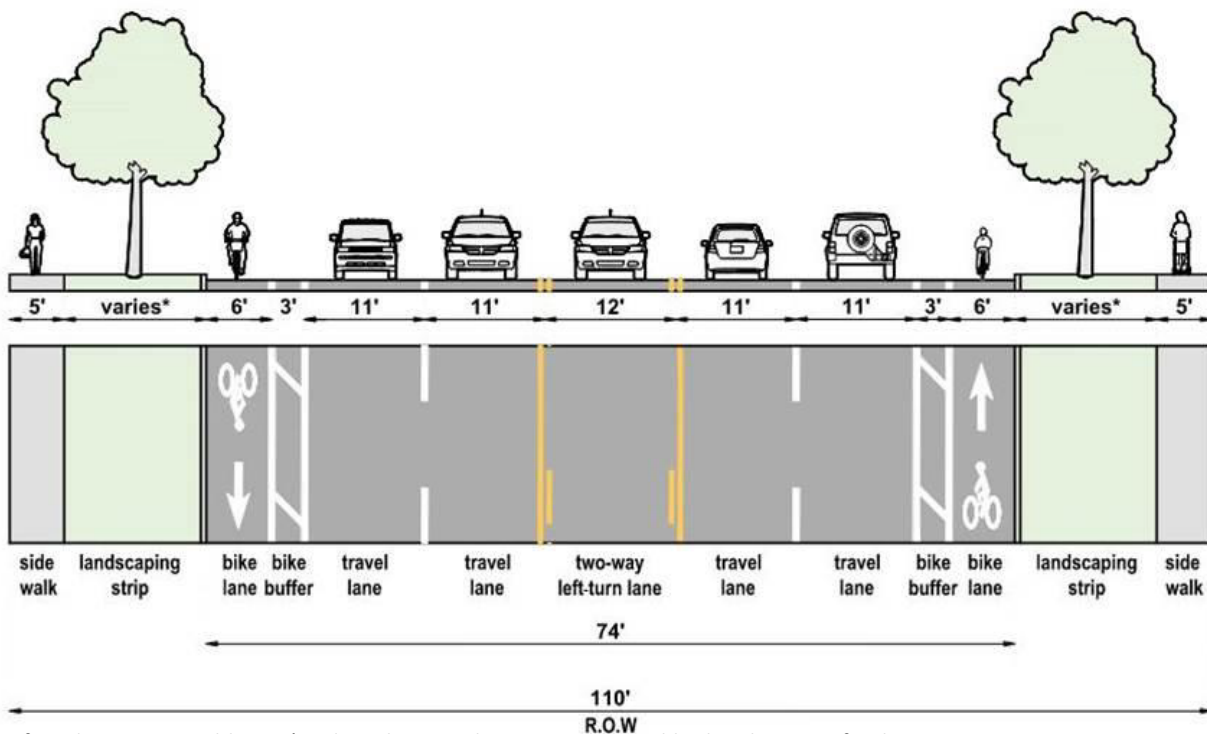 5' varies* 6' 3' 11' 11' 12' 11' 11' 3' 6' varies* 5'
side walk
landscaping strip
bike lane
bike buffer
travel lane
travel lane
two-way left-turn lane
travel lane
travel lane
bike buffer
bike lane
landscaping strip
side walk
74'
110'
R.O.W